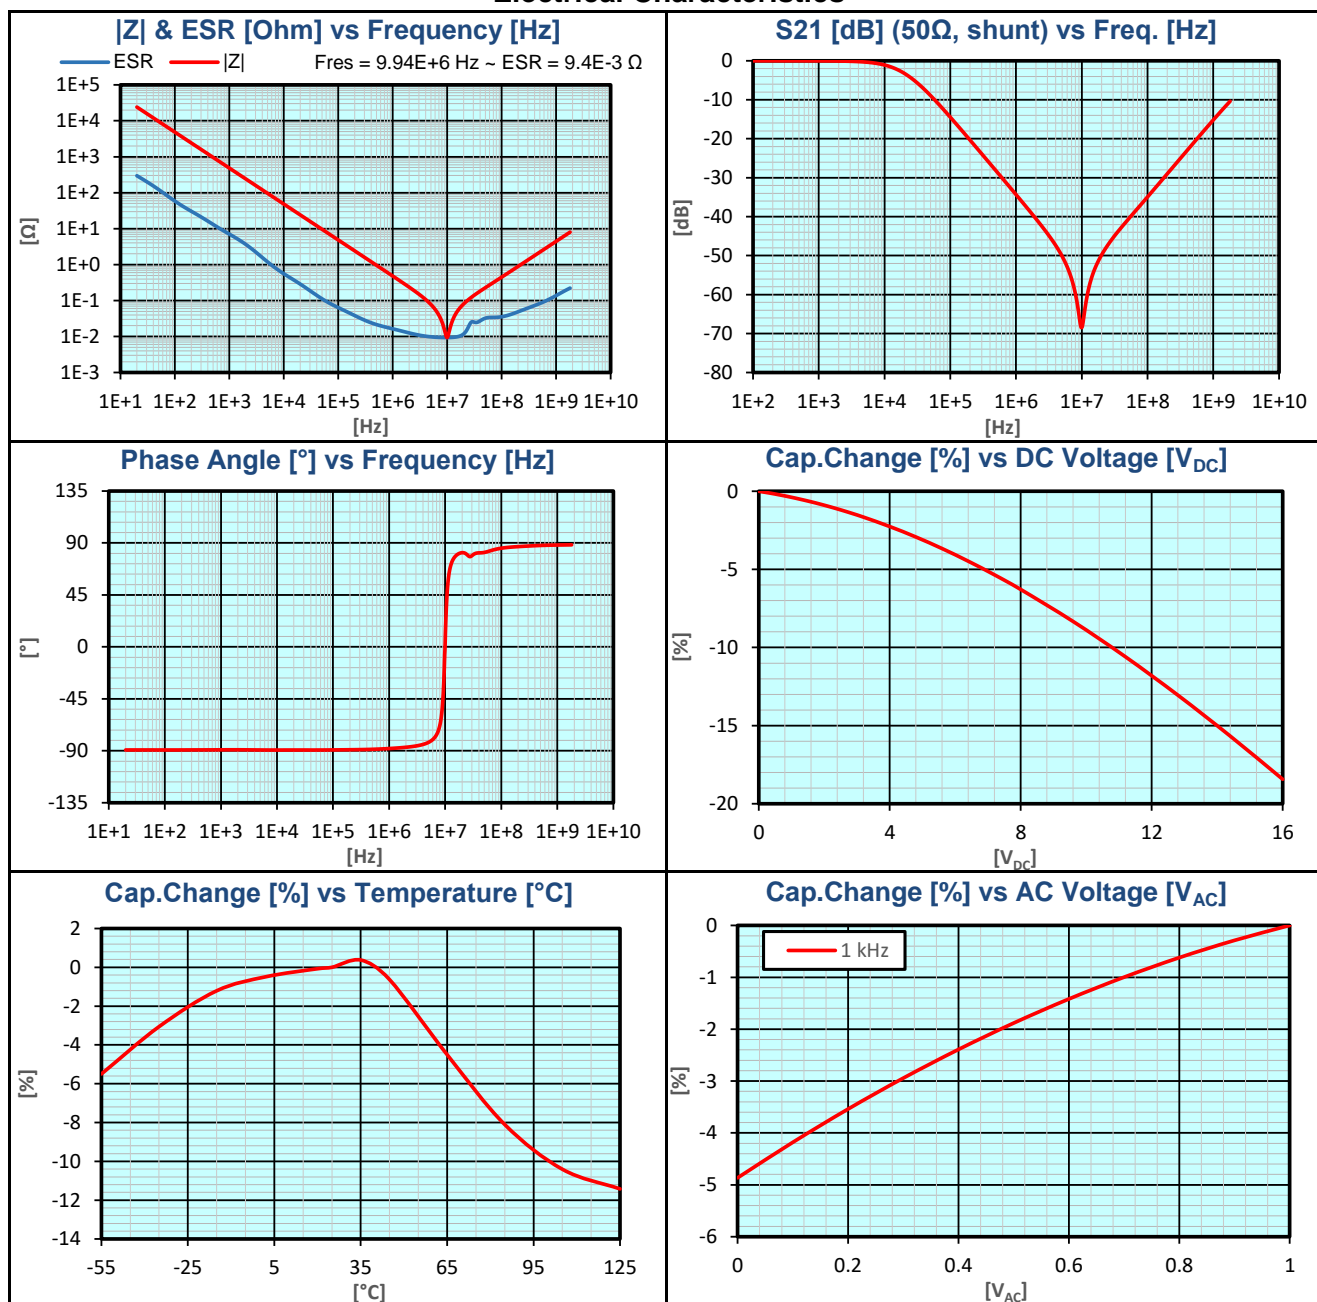 |Z| & ESR [Ohm] vs Frequency [Hz]
ESR |Z| Fres = 9.94E+6 Hz ~ ESR = 9.4E-3 Ω
1E+5
1E+4
1E+3
1E+2
1E+1
1E+0
1E-1
1E-2
1E-3
[Ω]
1E+1 1E+2 1E+3 1E+4 1E+5 1E+6 1E+7 1E+8 1E+9 1E+10
[Hz]
S21 [dB] (50Ω, shunt) vs Freq. [Hz]
0
-10
-20
-30
-40
-50
-60
-70
-80
[dB]
1E+2 1E+3 1E+4 1E+5 1E+6 1E+7 1E+8 1E+9 1E+10
[Hz]
Phase Angle [°] vs Frequency [Hz]
135
90
45
0
-45
-90
-135
[°]
1E+1 1E+2 1E+3 1E+4 1E+5 1E+6 1E+7 1E+8 1E+9 1E+10
[Hz]
Cap.Change [%] vs DC Voltage [VDC]
0
-5
-10
-15
-20
[%]
0 4 8 12 16
[VDC]
Cap.Change [%] vs Temperature [°C]
2
0
-2
-4
-6
-8
-10
-12
-14
[%]
-55 -25 5 35 65 95 125
[°C]
Cap.Change [%] vs AC Voltage [VAC]
1 kHz
0
-1
-2
-3
-4
-5
-6
[%]
0 0.2 0.4 0.6 0.8 1
[VAC]